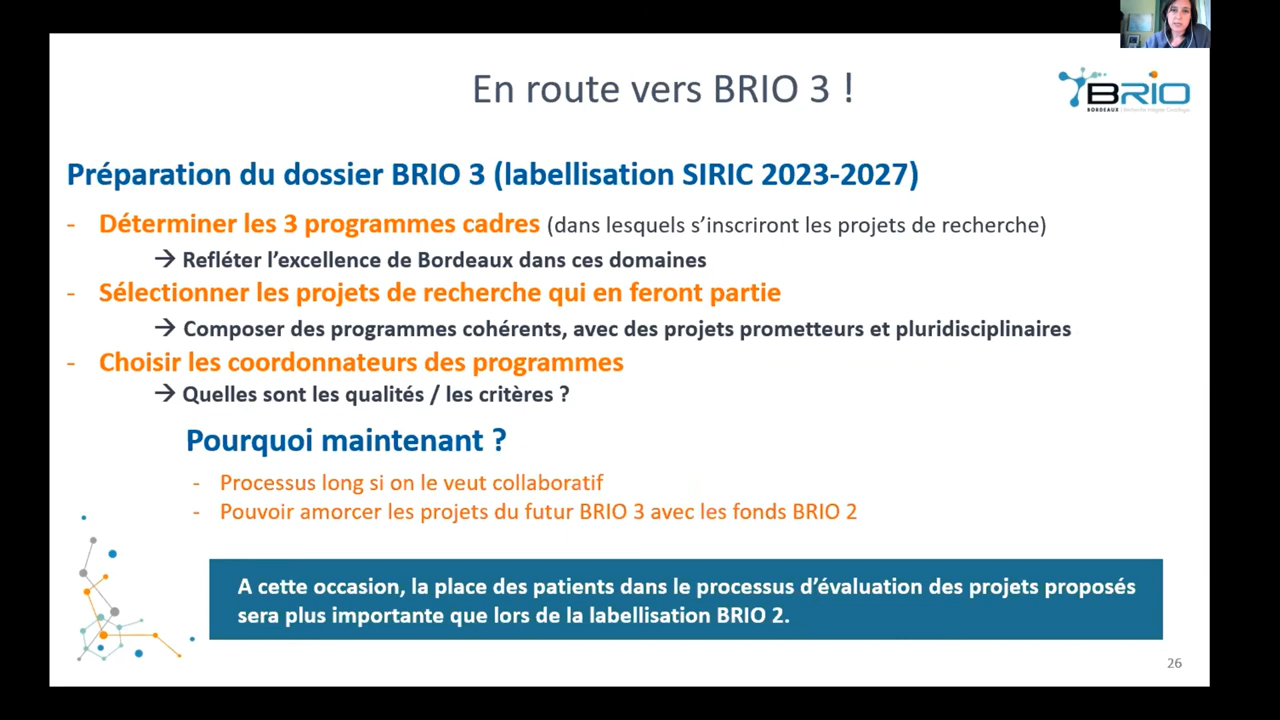 En route vers BRIO 3 !
BRIO
BORDEAUX
Préparation du dossier BRIO 3 (labellisation SIRIC 2023-2027)
- Déterminer les 3 programmes cadres (dans lesquels s’inscriront les projets de recherche)
→ Refléter l’excellence de Bordeaux dans ces domaines
- Sélectionner les projets de recherche qui en feront partie
→ Composer des programmes cohérents, avec des projets prometteurs et pluridisciplinaires
- Choisir les coordonnateurs des programmes
→ Quelles sont les qualités / les critères ?
Pourquoi maintenant ?
- Processus long si on le veut collaboratif
- Pouvoir amorcer les projets du futur BRIO 3 avec les fonds BRIO 2
A cette occasion, la place des patients dans le processus d’évaluation des projets proposés
sera plus importante que lors de la labellisation BRIO 2.
26